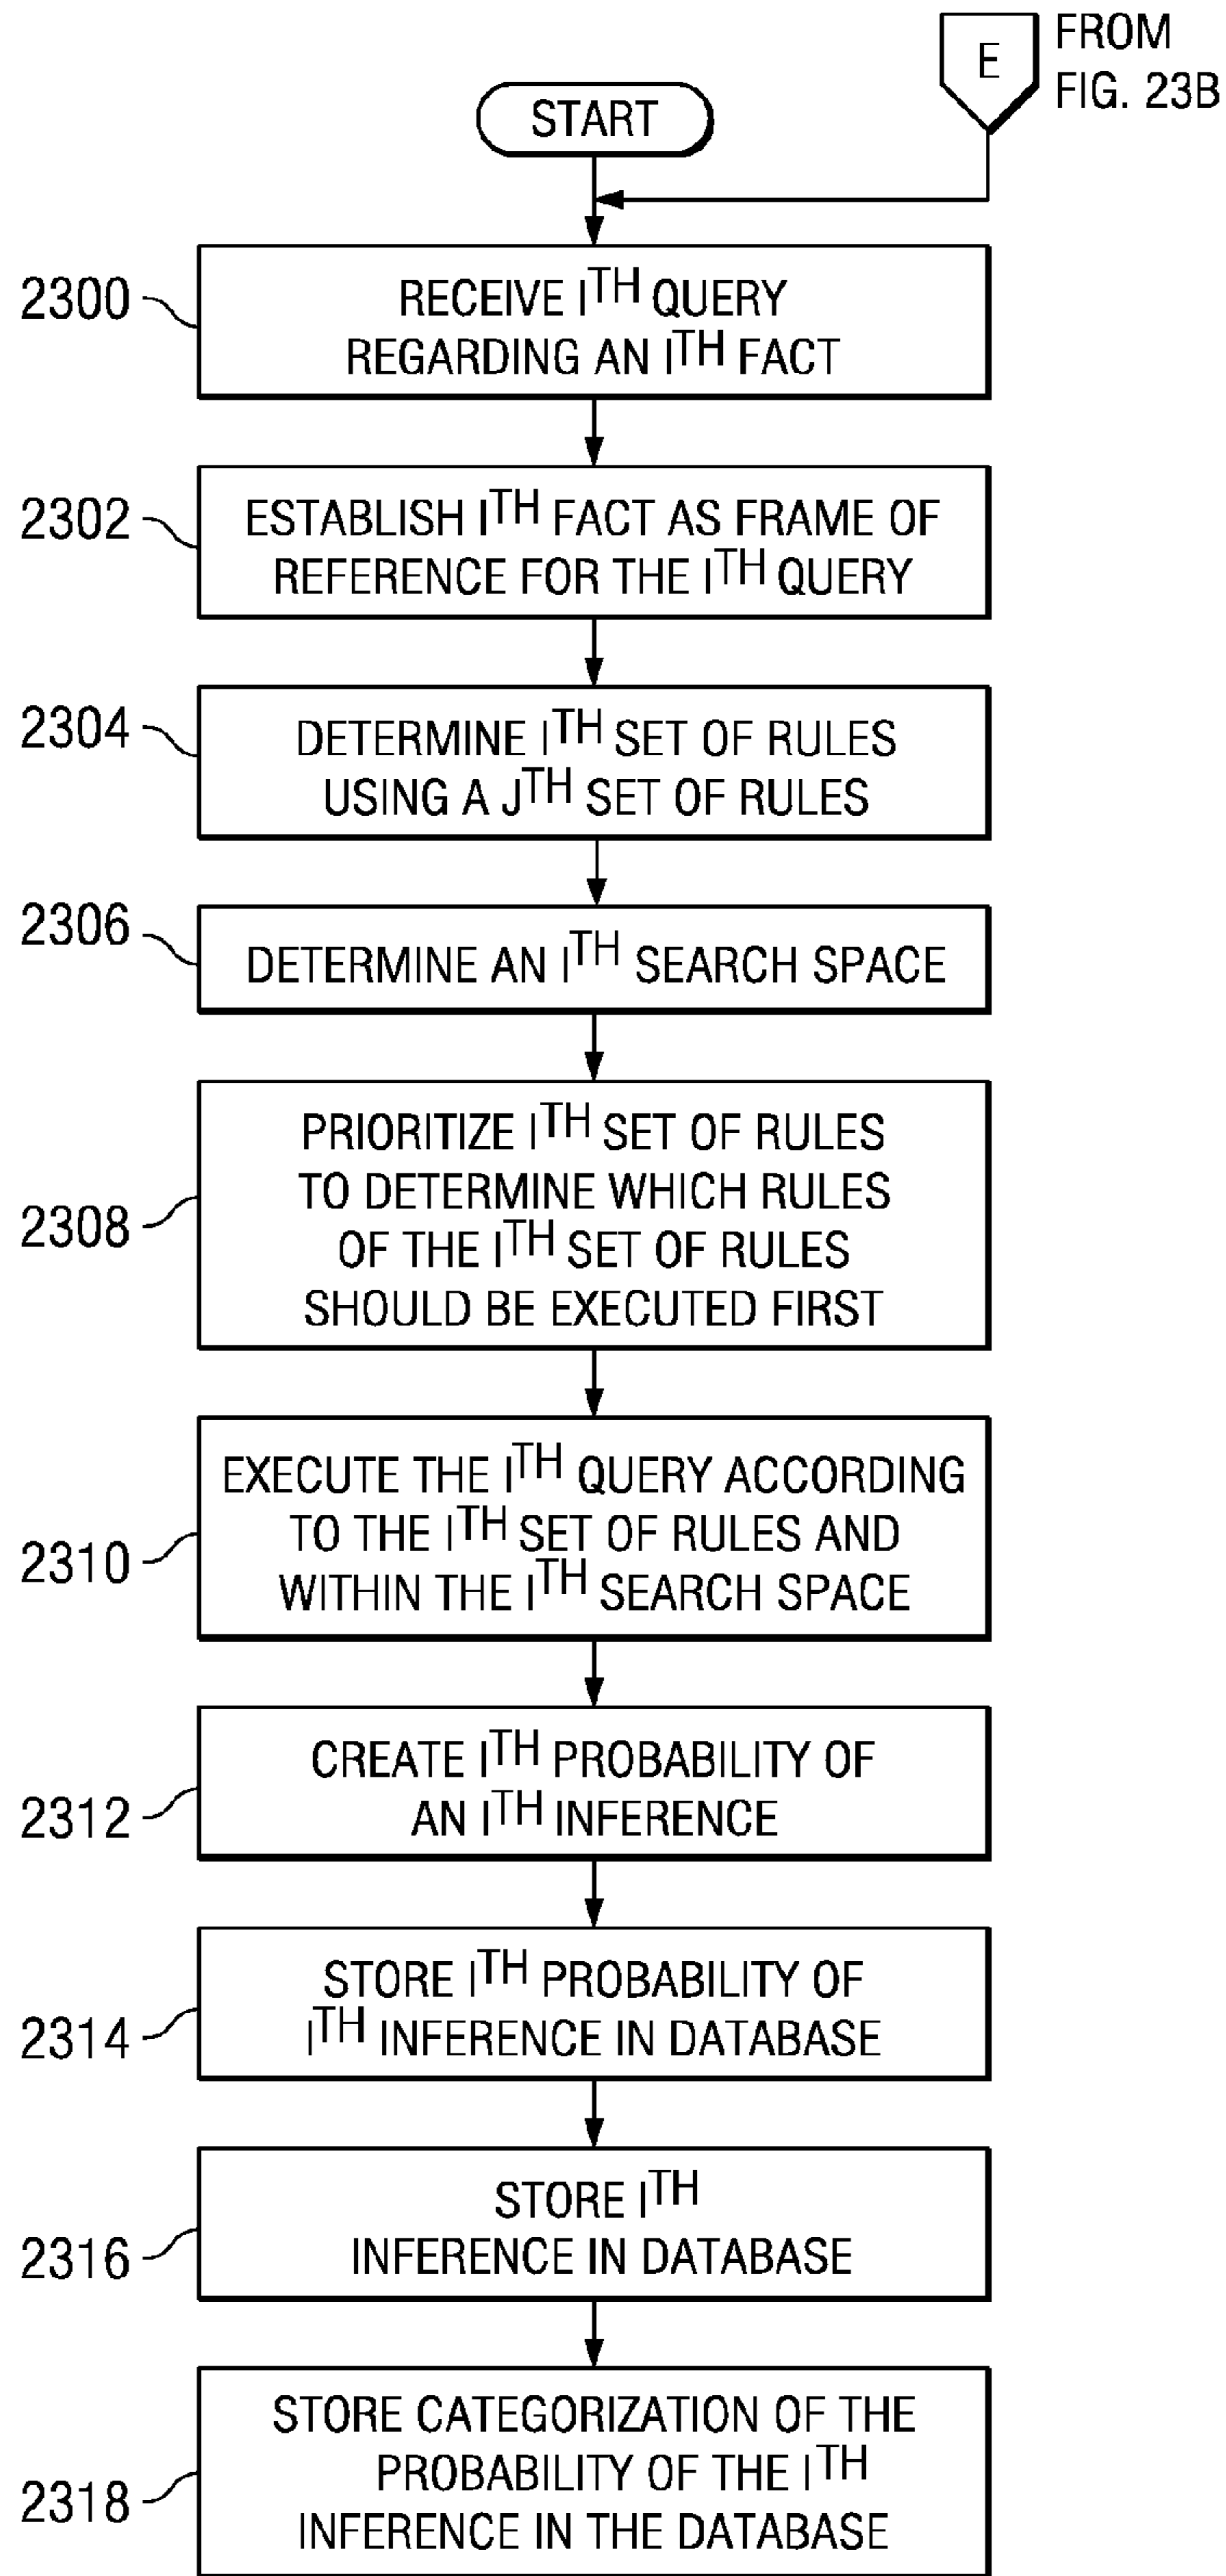 E
FROM
FIG. 23B
START
2300
RECEIVE ITH QUERY
REGARDING AN ITH FACT
2302
ESTABLISH ITH FACT AS FRAME OF
REFERENCE FOR THE ITH QUERY
2304
DETERMINE ITH SET OF RULES
USING A JTH SET OF RULES
2306
DETERMINE AN ITH SEARCH SPACE
2308
PRIORITIZE ITH SET OF RULES
TO DETERMINE WHICH RULES
OF THE ITH SET OF RULES
SHOULD BE EXECUTED FIRST
2310
EXECUTE THE ITH QUERY ACCORDING
TO THE ITH SET OF RULES AND
WITHIN THE ITH SEARCH SPACE
2312
CREATE ITH PROBABILITY OF
AN ITH INFERENCE
2314
STORE ITH PROBABILITY OF
ITH INFERENCE IN DATABASE
2316
STORE ITH
INFERENCE IN DATABASE
2318
STORE CATEGORIZATION OF THE
PROBABILITY OF THE ITH
INFERENCE IN THE DATABASE